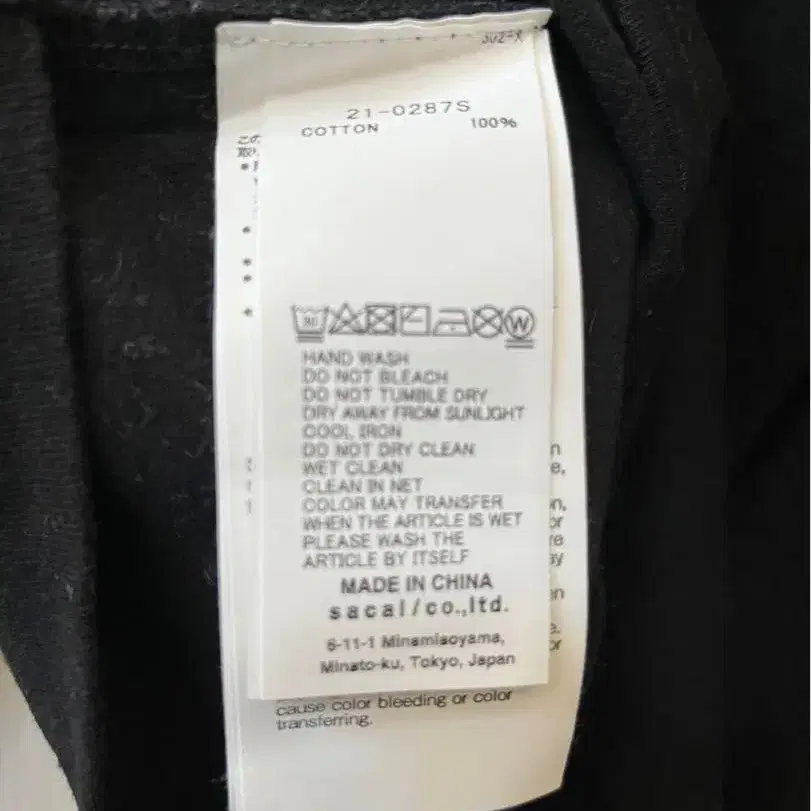 21-0287S
COTTON 100%
30
W
HAND WASH
DO NOT BLEACH
DO NOT TUMBLE DRY
DRY AWAY FROM SUNLIGHT
COOL IRON
DO NOT DRY CLEAN
WET CLEAN
CLEAN IN NET
COLOR MAY TRANSFER
WHEN THE ARTICLE IS WET
PLEASE WASH THE
ARTICLE BY ITSELF
MADE IN CHINA
sacai/co.,ltd.
6-11-1 Minamiaoyama,
Minato-ku, Tokyo, Japan
cause color bleeding or color
transferring.